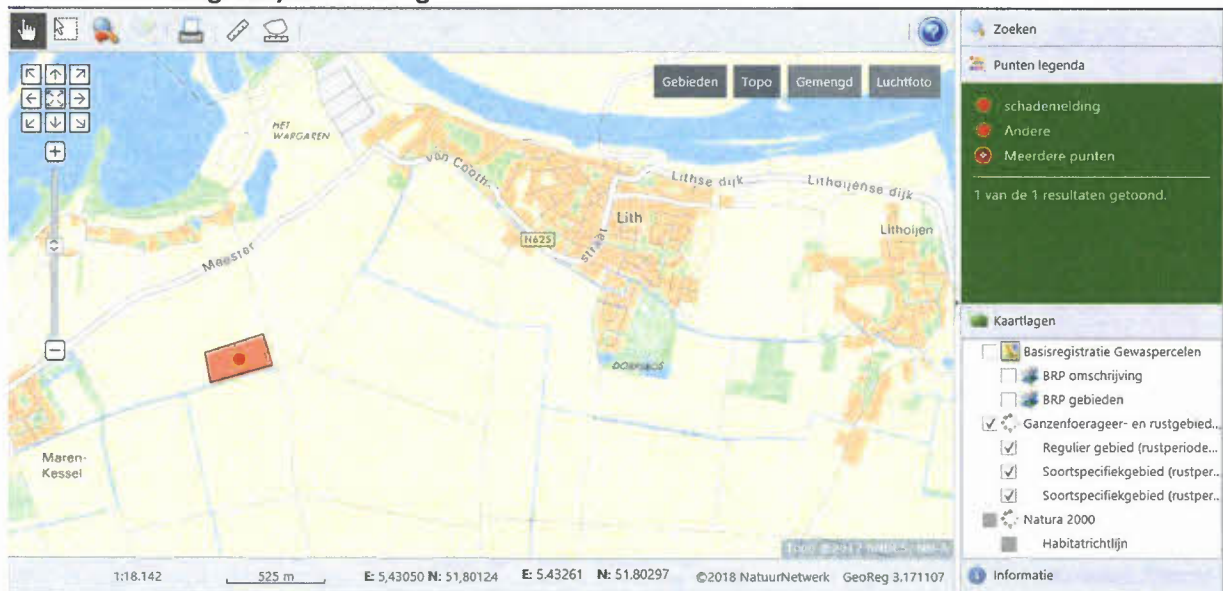 Gebieden Topo Gemengd Luchtfoto
Zoeken
Punten legenda
schademelding
Andere
Meerdere punten
1 van de 1 resultaten getoond.
HET
WARGAREN
von Cooth-
straat
Lithse dijk
Lithoijense dijk
Lith
N625
Lithoijen
Meester
DORPSBOS
Maren-
Kessel
Kaartlagen
Basisregistratie Gewaspercelen
BRP omschrijving
BRP gebieden
Ganzenfoerageer- en rustgebied...
Regulier gebied (rustperiode...
Soortspecifiekgebied (rustper...
Soortspecifiekgebied (rustper...
Natura 2000
Habitatrichtlijn
1:18.142 525 m E: 5,43050 N: 51,80124 E: 5.43261 N: 51.80297 ©2018 NatuurNetwerk GeoReg 3.171107
Informatie